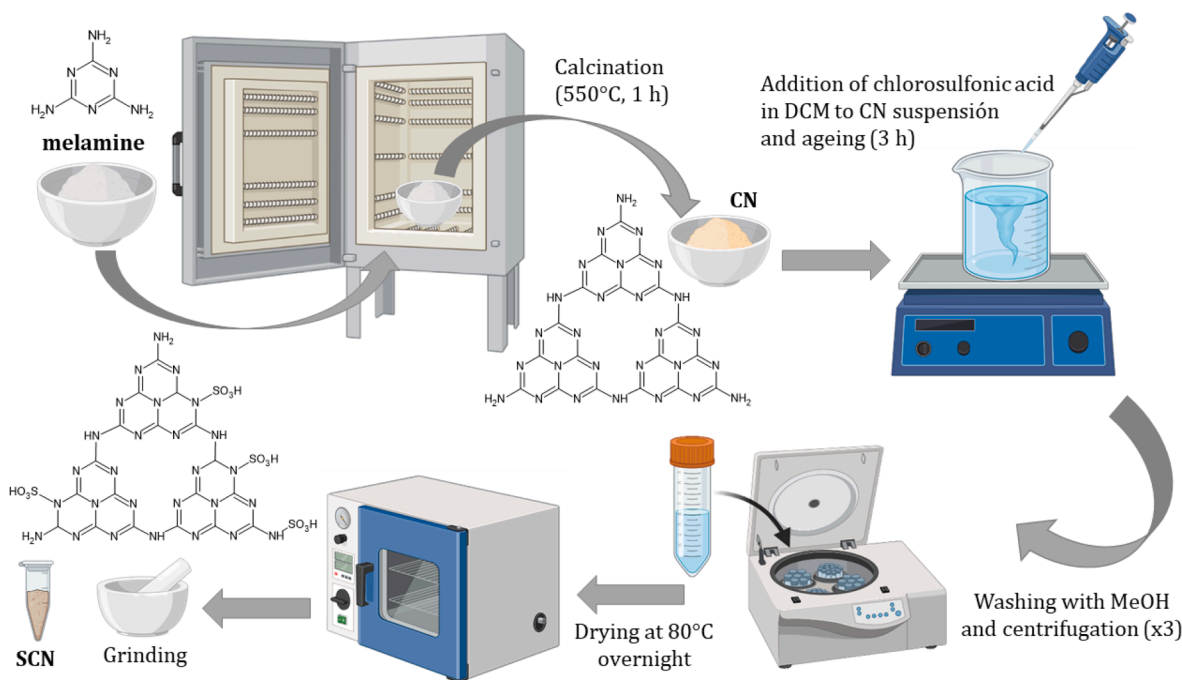 NH₂
N
N
H₂N
N
NH₂
melamine
Calcination
(550°C, 1 h)
Addition of chlorosulfonic acid
in DCM to CN suspensión
and ageing (3 h)
CN
NH₂
N N
N
N N N
HN
NH
N N
N N
N N
N N N
N N N
H₂N
NH
NH₂
NH₂
N
N
N
N
N
N
SO₃H
HN
NH
SO₃H
HO₃S
N
N
N
N
N
N
H₂N
NH
NH
SO₃H
SCN
Grinding
Drying at 80°C
overnight
Washing with MeOH
and centrifugation (x3)